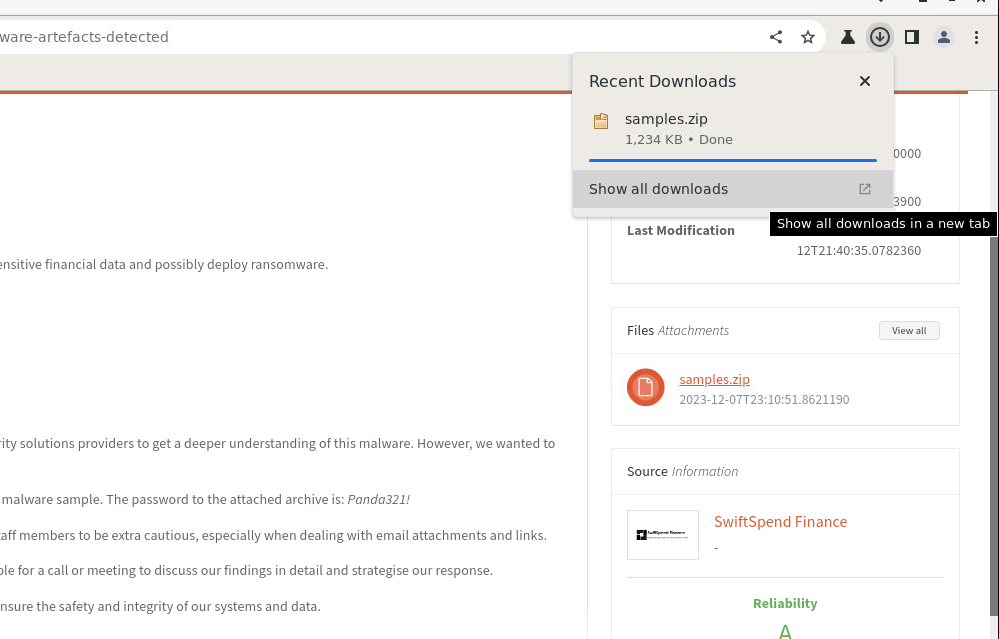 ware-artefacts-detected
Recent Downloads
samples.zip
1,234 KB • Done
Show all downloads
Show all downloads in a new tab
0000
3900
Last Modification
12T21:40:35.0782360
ensitive financial data and possibly deploy ransomware.
Files Attachments
View all
samples.zip
2023-12-07T23:10:51.8621190
rity solutions providers to get a deeper understanding of this malware. However, we wanted to
malware sample. The password to the attached archive is: Panda321!
aff members to be extra cautious, especially when dealing with email attachments and links.
ble for a call or meeting to discuss our findings in detail and strategise our response.
nsure the safety and integrity of our systems and data.
Source Information
SwiftSpend Finance
SwiftSpend Finance
-
Reliability
A